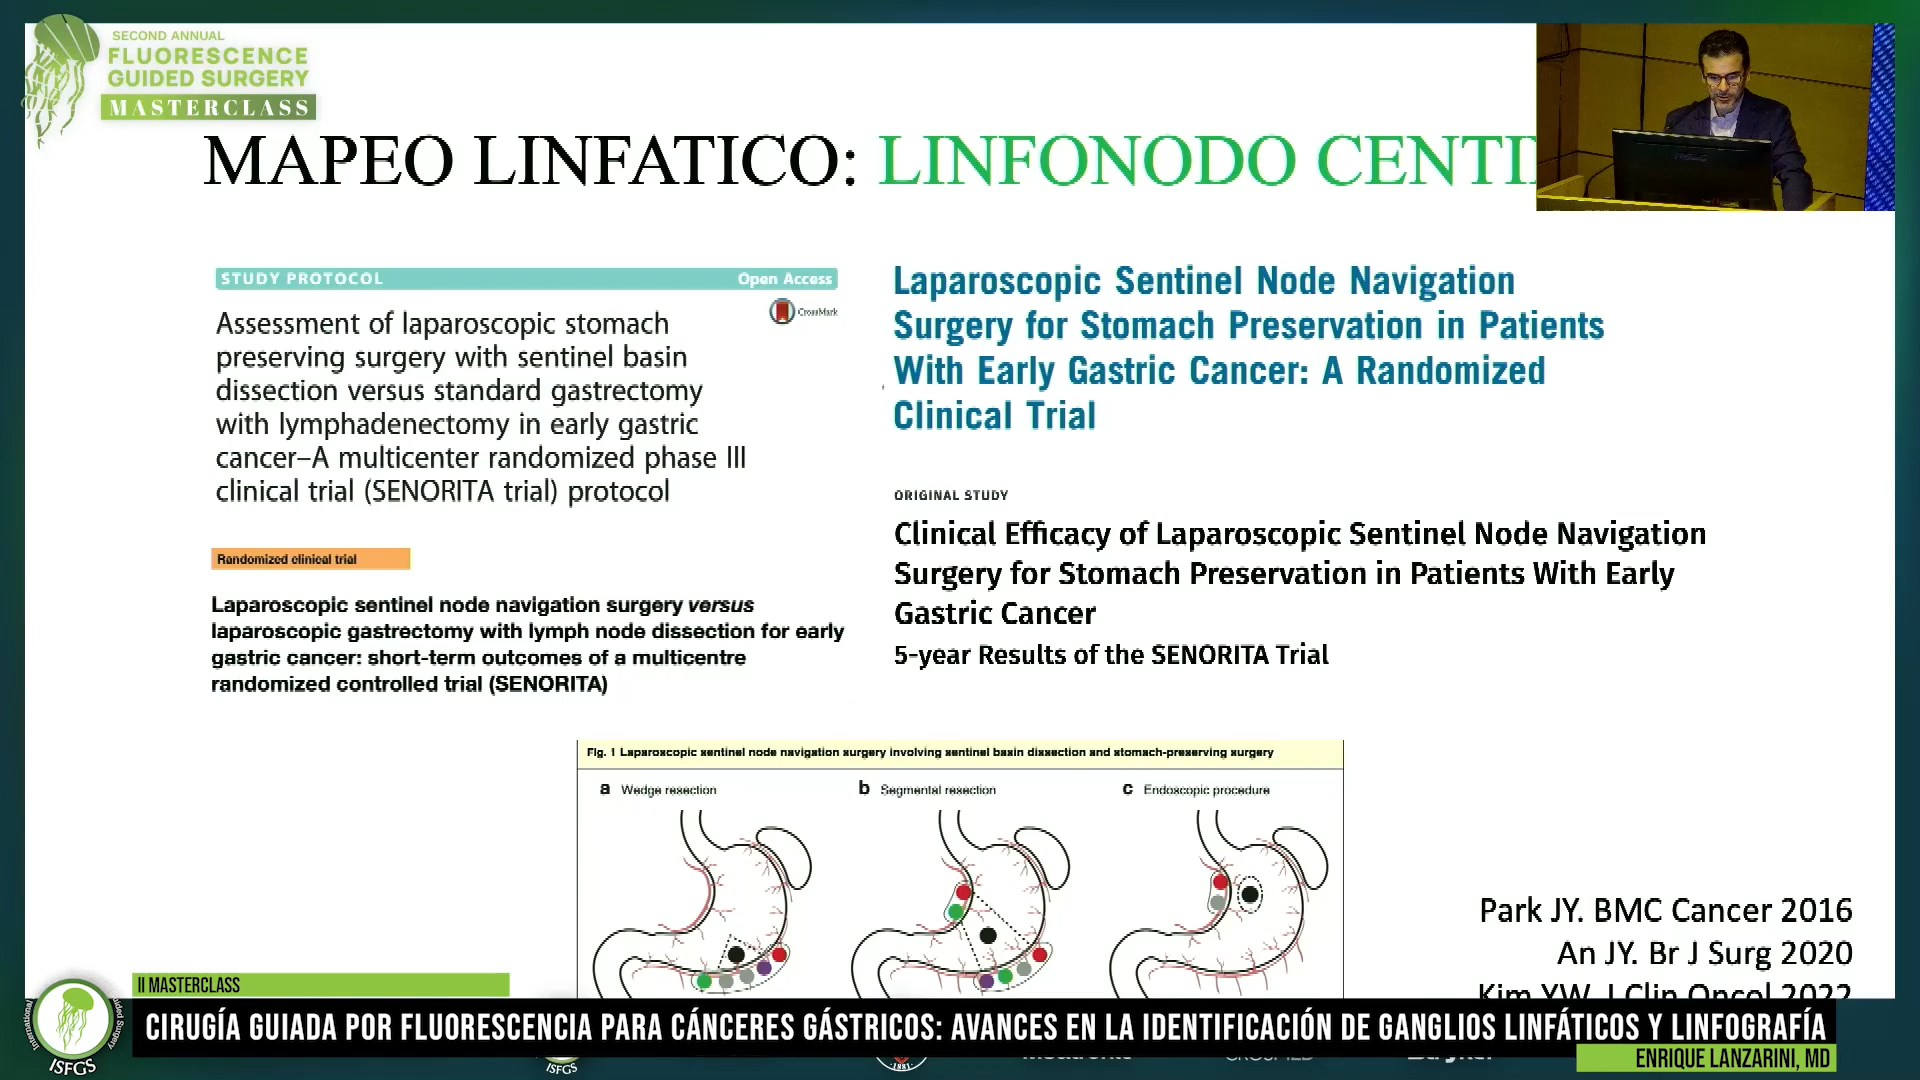 SECOND ANNUAL
FLUORESCENCE
GUIDED SURGERY
MASTERCLASS
MAPEO LINFATICO: LINFONODO CENTI
STUDY PROTOCOL
Open Access
CrossMark
Assessment of laparoscopic stomach
preserving surgery with sentinel basin
dissection versus standard gastrectomy
with lymphadenectomy in early gastric
cancer–A multicenter randomized phase III
clinical trial (SENORITA trial) protocol
Randomized clinical trial
Laparoscopic sentinel node navigation surgery versus
laparoscopic gastrectomy with lymph node dissection for early
gastric cancer: short-term outcomes of a multicentre
randomized controlled trial (SENORITA)
Laparoscopic Sentinel Node Navigation
Surgery for Stomach Preservation in Patients
With Early Gastric Cancer: A Randomized
Clinical Trial
ORIGINAL STUDY
Clinical Efficacy of Laparoscopic Sentinel Node Navigation
Surgery for Stomach Preservation in Patients With Early
Gastric Cancer
5-year Results of the SENORITA Trial
Fig. 1 Laparoscopic sentinel node navigation surgery involving sentinel basin dissection and stomach-preserving surgery
a Wedge resection
b Segmental resection
c Endoscopic procedure
Park JY. BMC Cancer 2016
An JY. Br J Surg 2020
Kim YW. J Clin Oncol 2022
II MASTERCLASS
CIRUGÍA GUIADA POR FLUORESCENCIA PARA CÁNCERES GÁSTRICOS: AVANCES EN LA IDENTIFICACIÓN DE GANGLIOS LINFÁTICOS Y LINFOGRAFÍA
ENRIQUE LANZARINI, MD
ISFGS
ISFGS
1881